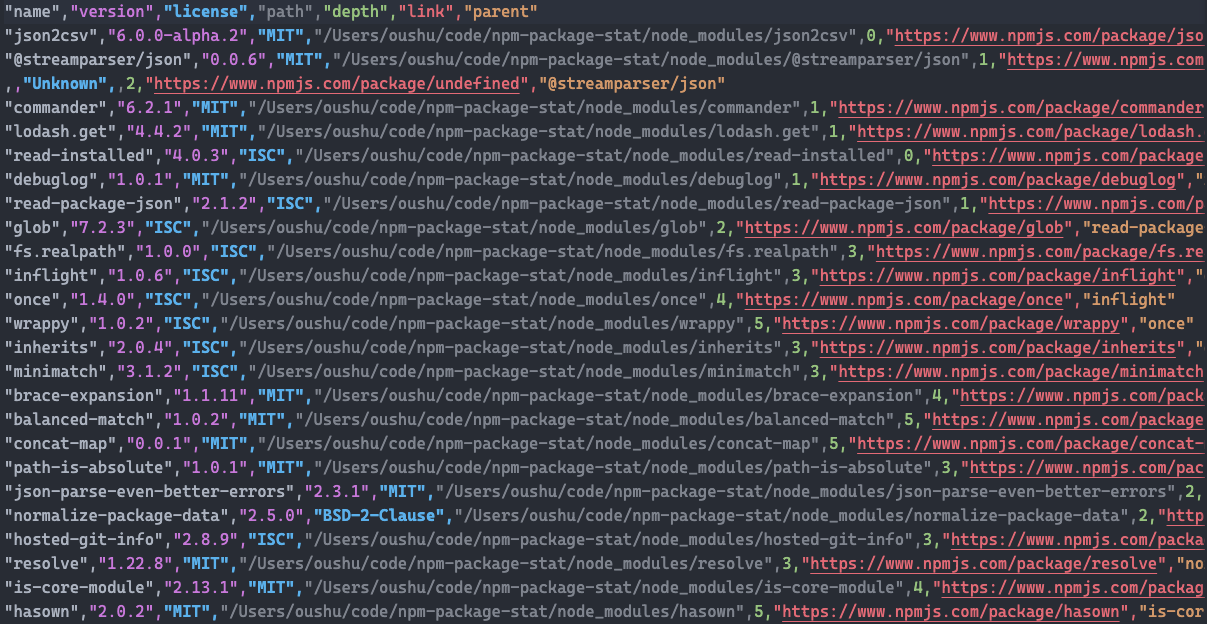 "name","version","license","path","depth","link","parent"
"json2csv","6.0.0-alpha.2","MIT","/Users/oushu/code/npm-package-stat/node_modules/json2csv",0,"https://www.npmjs.com/package/jso
"@streamparser/json","0.0.6","MIT","/Users/oushu/code/npm-package-stat/node_modules/@streamparser/json",1,"https://www.npmjs.com
,,"Unknown",,2,"https://www.npmjs.com/package/undefined","@streamparser/json"
"commander","6.2.1","MIT","/Users/oushu/code/npm-package-stat/node_modules/commander",1,"https://www.npmjs.com/package/commander
"lodash.get","4.4.2","MIT","/Users/oushu/code/npm-package-stat/node_modules/lodash.get",1,"https://www.npmjs.com/package/lodash.
"read-installed","4.0.3","ISC","/Users/oushu/code/npm-package-stat/node_modules/read-installed",0,"https://www.npmjs.com/package
"debuglog","1.0.1","MIT","/Users/oushu/code/npm-package-stat/node_modules/debuglog",1,"https://www.npmjs.com/package/debuglog","
"read-package-json","2.1.2","ISC","/Users/oushu/code/npm-package-stat/node_modules/read-package-json",1,"https://www.npmjs.com/p
"glob","7.2.3","ISC","/Users/oushu/code/npm-package-stat/node_modules/glob",2,"https://www.npmjs.com/package/glob","read-package
"fs.realpath","1.0.0","ISC","/Users/oushu/code/npm-package-stat/node_modules/fs.realpath",3,"https://www.npmjs.com/package/fs.re
"inflight","1.0.6","ISC","/Users/oushu/code/npm-package-stat/node_modules/inflight",3,"https://www.npmjs.com/package/inflight","
"once","1.4.0","ISC","/Users/oushu/code/npm-package-stat/node_modules/once",4,"https://www.npmjs.com/package/once","inflight"
"wrappy","1.0.2","ISC","/Users/oushu/code/npm-package-stat/node_modules/wrappy",5,"https://www.npmjs.com/package/wrappy","once"
"inherits","2.0.4","ISC","/Users/oushu/code/npm-package-stat/node_modules/inherits",3,"https://www.npmjs.com/package/inherits","
"minimatch","3.1.2","ISC","/Users/oushu/code/npm-package-stat/node_modules/minimatch",3,"https://www.npmjs.com/package/minimatch
"brace-expansion","1.1.11","MIT","/Users/oushu/code/npm-package-stat/node_modules/brace-expansion",4,"https://www.npmjs.com/pack
"balanced-match","1.0.2","MIT","/Users/oushu/code/npm-package-stat/node_modules/balanced-match",5,"https://www.npmjs.com/package
"concat-map","0.0.1","MIT","/Users/oushu/code/npm-package-stat/node_modules/concat-map",5,"https://www.npmjs.com/package/concat-
"path-is-absolute","1.0.1","MIT","/Users/oushu/code/npm-package-stat/node_modules/path-is-absolute",3,"https://www.npmjs.com/pac
"json-parse-even-better-errors","2.3.1","MIT","/Users/oushu/code/npm-package-stat/node_modules/json-parse-even-better-errors",2,
"normalize-package-data","2.5.0","BSD-2-Clause","/Users/oushu/code/npm-package-stat/node_modules/normalize-package-data",2,"http
"hosted-git-info","2.8.9","ISC","/Users/oushu/code/npm-package-stat/node_modules/hosted-git-info",3,"https://www.npmjs.com/packa
"resolve","1.22.8","MIT","/Users/oushu/code/npm-package-stat/node_modules/resolve",3,"https://www.npmjs.com/package/resolve","no
"is-core-module","2.13.1","MIT","/Users/oushu/code/npm-package-stat/node_modules/is-core-module",4,"https://www.npmjs.com/packag
"hasown","2.0.2","MIT","/Users/oushu/code/npm-package-stat/node_modules/hasown",5,"https://www.npmjs.com/package/hasown","is-cor